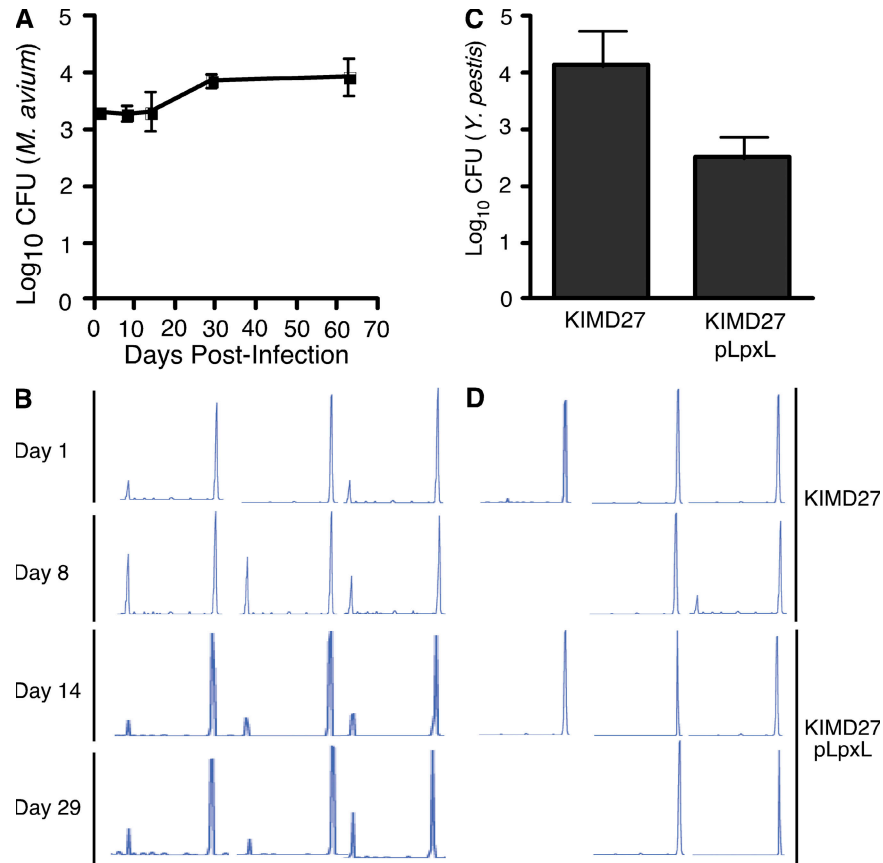 A
5
4
3
2
1
0
Log10 CFU (M. avium)
0 10 20 30 40 50 60 70
Days Post-Infection
C
5
4
3
2
1
0
Log10 CFU (Y. pestis)
KIMD27
KIMD27
pLpxL
B
Day 1
Day 8
Day 14
Day 29
D
KIMD27
KIMD27
pLpxL